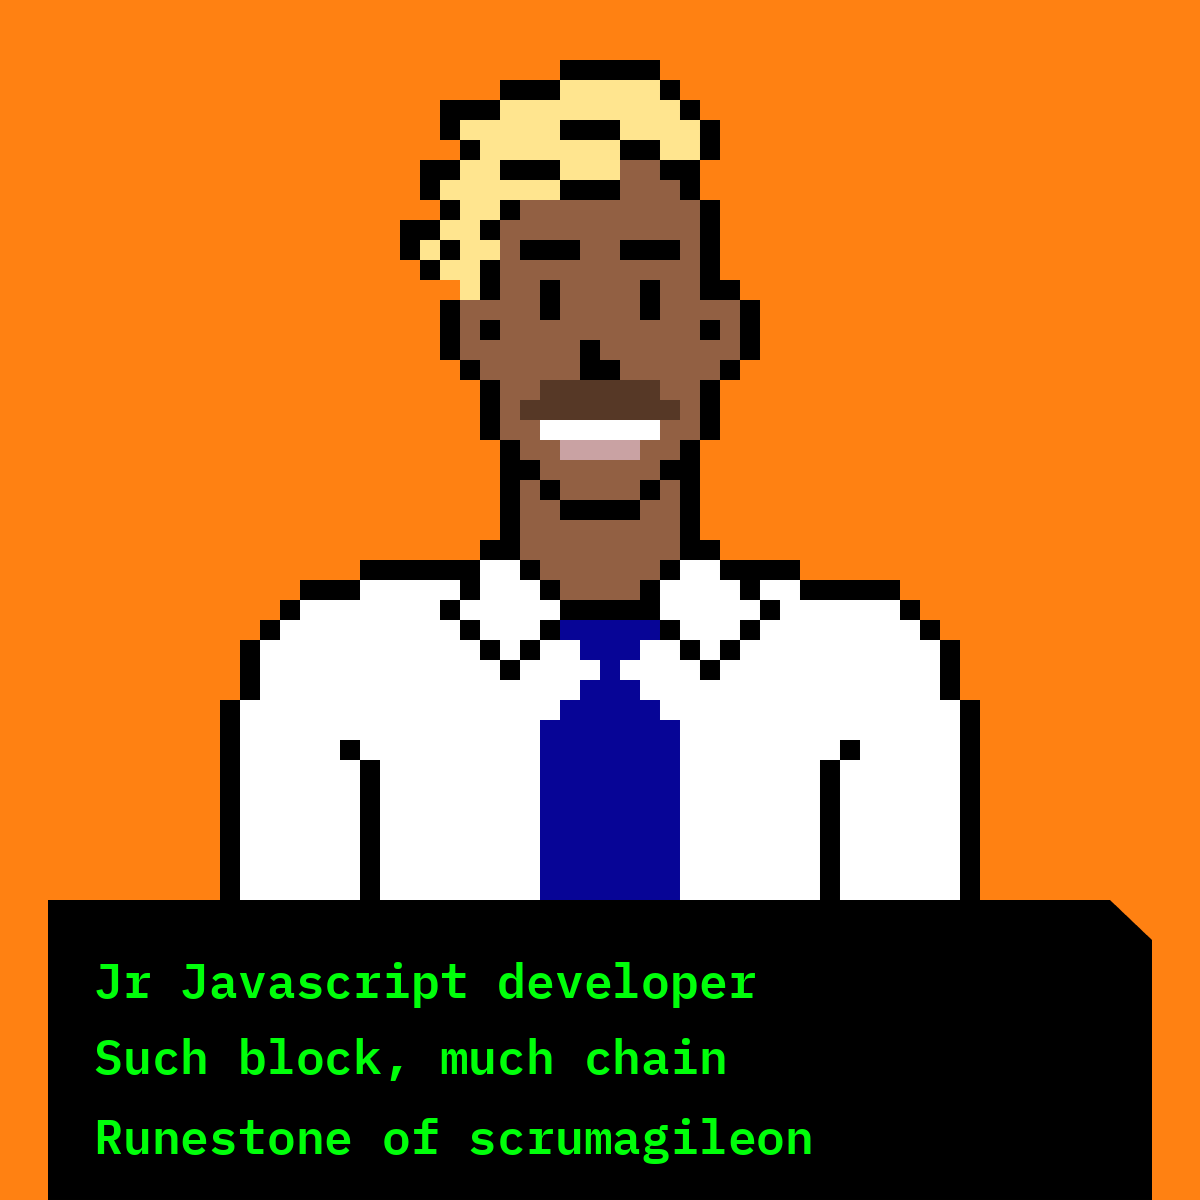 Jr Javascript developer
Such block, much chain
Runestone of scrumagileon